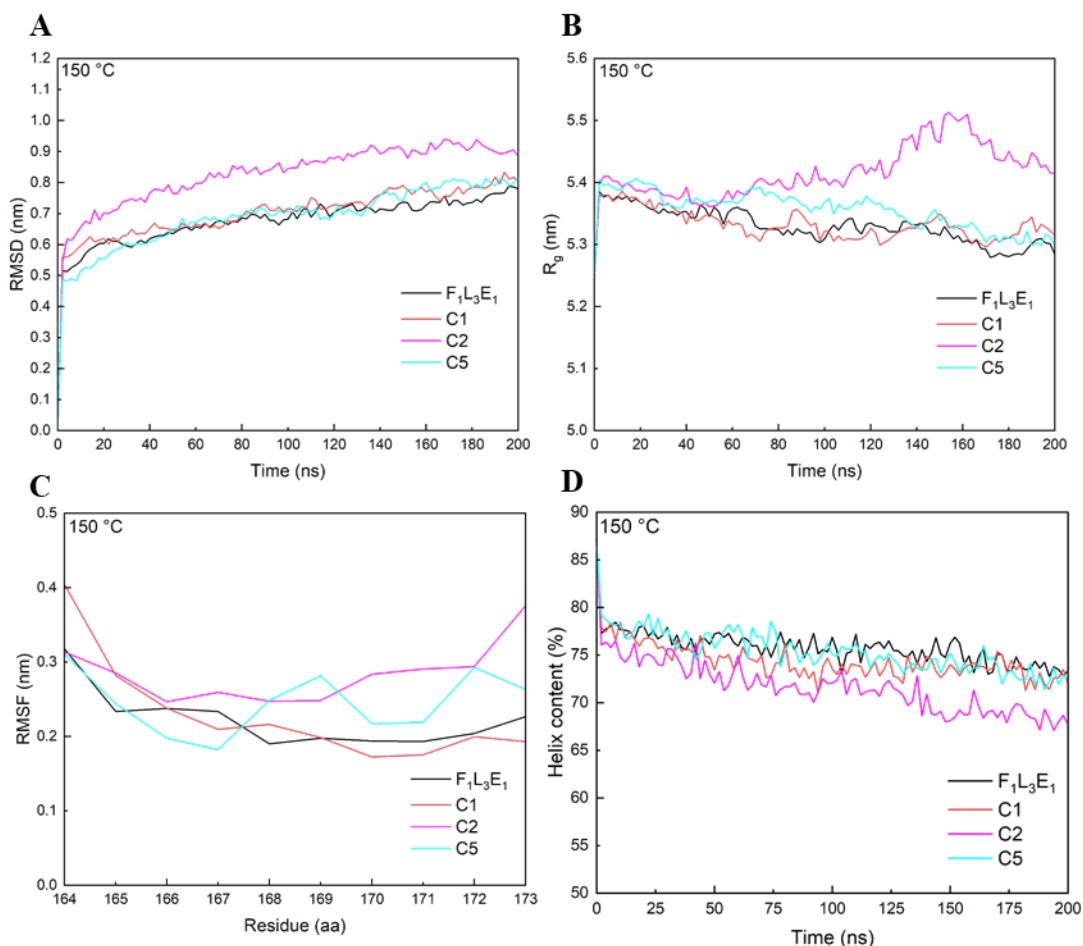 A
150 °C
RMSD (nm)
1.2
1.1
1.0
0.9
0.8
0.7
0.6
0.5
0.4
0.3
0.2
0.1
0.0
F₁L₃E₁
C1
C2
C5
0 20 40 60 80 100 120 140 160 180 200
Time (ns)
B
150 °C
Rg (nm)
5.6
5.5
5.4
5.3
5.2
5.1
5.0
F₁L₃E₁
C1
C2
C5
0 20 40 60 80 100 120 140 160 180 200
Time (ns)
C
150 °C
RMSF (nm)
0.5
0.4
0.3
0.2
0.1
0.0
F₁L₃E₁
C1
C2
C5
164 165 166 167 168 169 170 171 172 173
Residue (aa)
D
150 °C
Helix content (%)
90
85
80
75
70
65
60
55
50
F₁L₃E₁
C1
C2
C5
0 25 50 75 100 125 150 175 200
Time (ns)